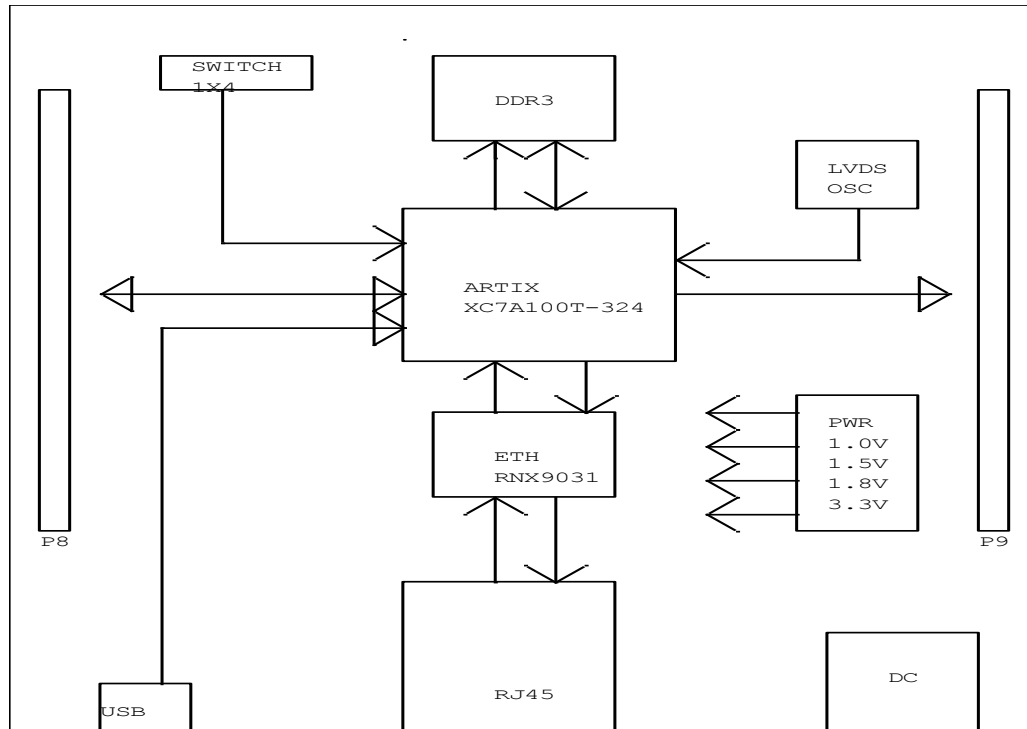 SWITCH
1X4
DDR3
LVDS
OSC
ARTIX
XC7A100T-324
PWR
1.0V
1.5V
1.8V
3.3V
ETH
RNX9031
P8
P9
DC
RJ45
USB